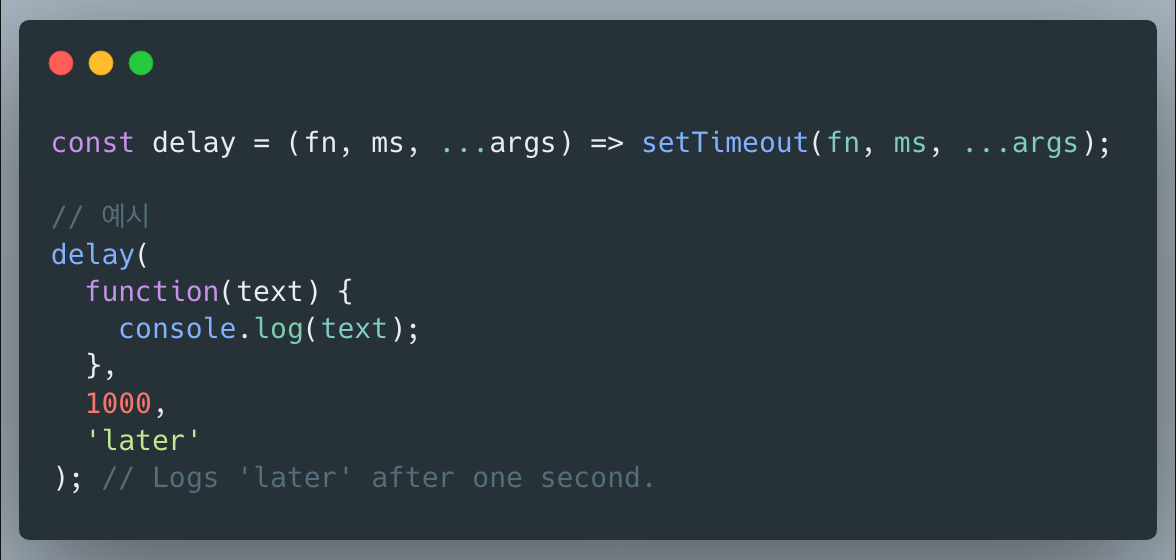 const delay = (fn, ms, ...args) => setTimeout(fn, ms, ...args);

// 예시
delay(
  function(text) {
    console.log(text);
  },
  1000,
  'later'
); // Logs 'later' after one second.